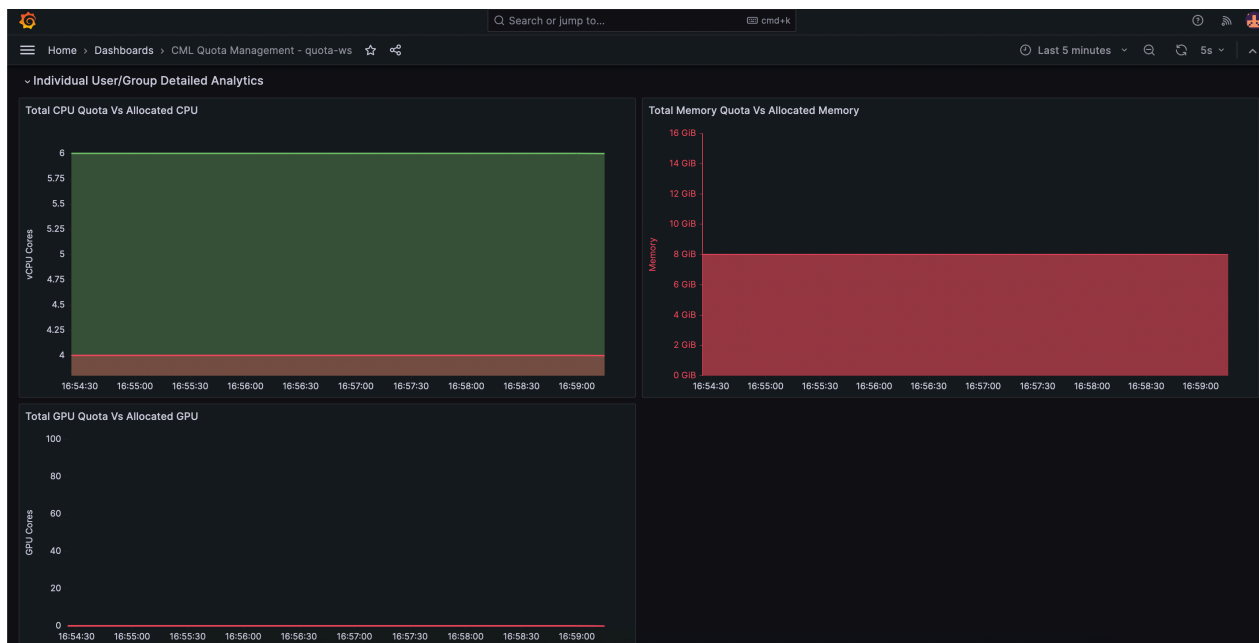 Search or jump to... cmd+k
Home › Dashboards › CML Quota Management - quota-ws Last 5 minutes 5s
Individual User/Group Detailed Analytics
Total CPU Quota Vs Allocated CPU
6
5.75
5.5
5.25
5
4.75
4.5
4.25
4
vCPU Cores
16:54:30 16:55:00 16:55:30 16:56:00 16:56:30 16:57:00 16:57:30 16:58:00 16:58:30 16:59:00
Total Memory Quota Vs Allocated Memory
16 GiB
14 GiB
12 GiB
10 GiB
8 GiB
6 GiB
4 GiB
2 GiB
0 GiB
Memory
16:54:30 16:55:00 16:55:30 16:56:00 16:56:30 16:57:00 16:57:30 16:58:00 16:58:30 16:59:00
Total GPU Quota Vs Allocated GPU
100
80
60
40
20
0
GPU Cores
16:54:30 16:55:00 16:55:30 16:56:00 16:56:30 16:57:00 16:57:30 16:58:00 16:58:30 16:59:00